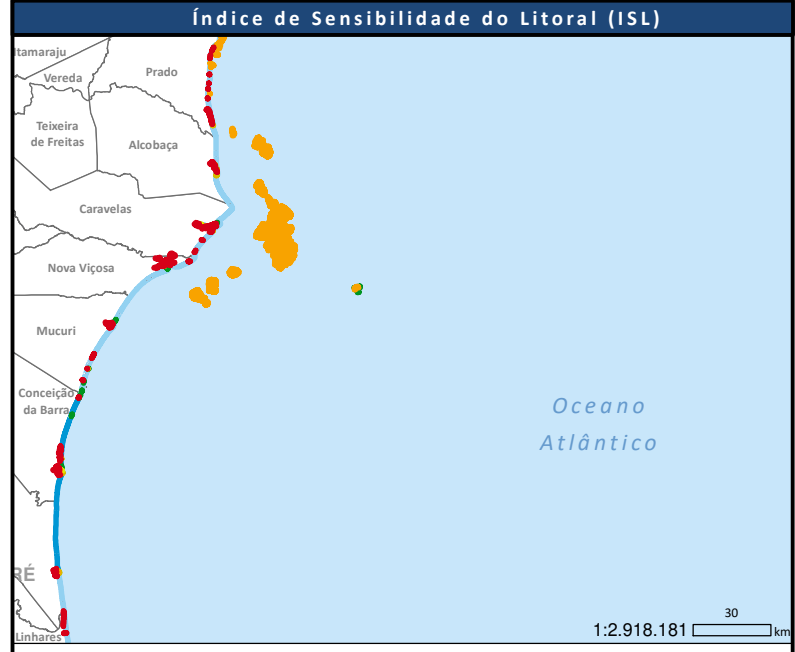 Índice de Sensibilidade do Litoral (ISL)
Itamaraju
Vereda
Prado
Teixeira
de Freitas
Alcobaça
Caravelas
Nova Viçosa
Mucuri
Conceição
da Barra
Oceano
Atlântico
RÉ
Linhares
30
1:2.918.181
km